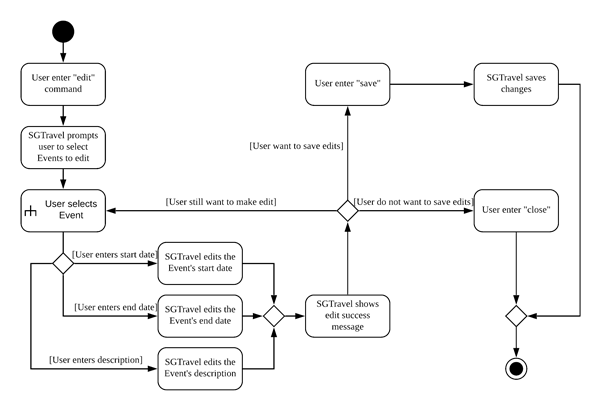 User enter "edit"
command
SGTravel prompts
user to select
Events to edit
User selects
Event
[User enters start date]
SGTravel edits the
Event's start date
[User enters end date]
SGTravel edits the
Event's end date
[User enters description]
SGTravel edits the
Event's description
SGTravel shows
edit success
message
[User still want to make edit]
[User want to save edits]
[User do not want to save edits]
User enter "save"
SGTravel saves
changes
User enter "close"